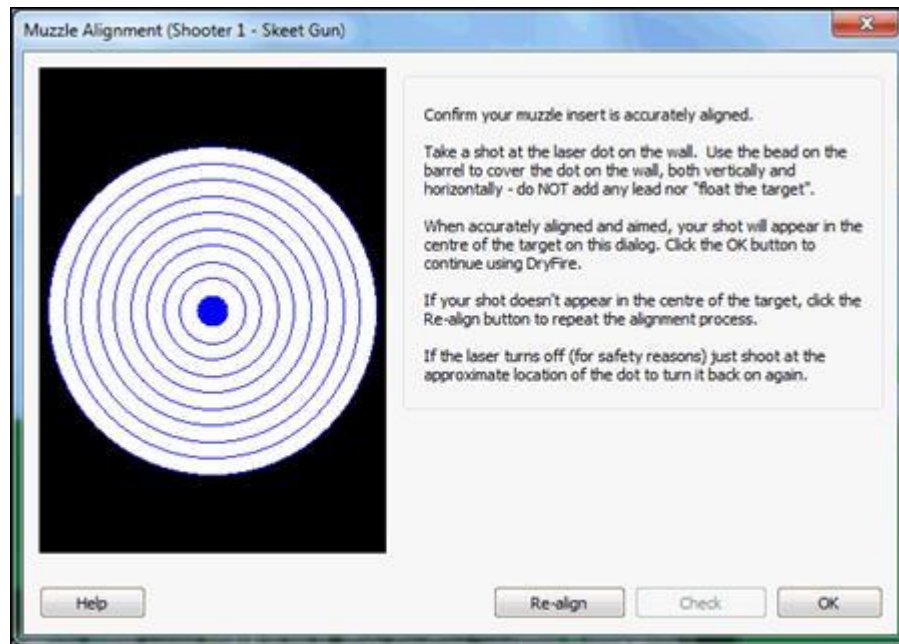 Muzzle Alignment (Shooter 1 - Skeet Gun)
Confirm your muzzle insert is accurately aligned.
Take a shot at the laser dot on the wall.  Use the bead on the
barrel to cover the dot on the wall, both vertically and
horizontally - do NOT add any lead nor "float the target".
When accurately aligned and aimed, your shot will appear in the
centre of the target on this dialog. Click the OK button to
continue using DryFire.
If your shot doesn't appear in the centre of the target, click the
Re-align button to repeat the alignment process.
If the laser turns off (for safety reasons) just shoot at the
approximate location of the dot to turn it back on again.
Help
Re-align
Check
OK